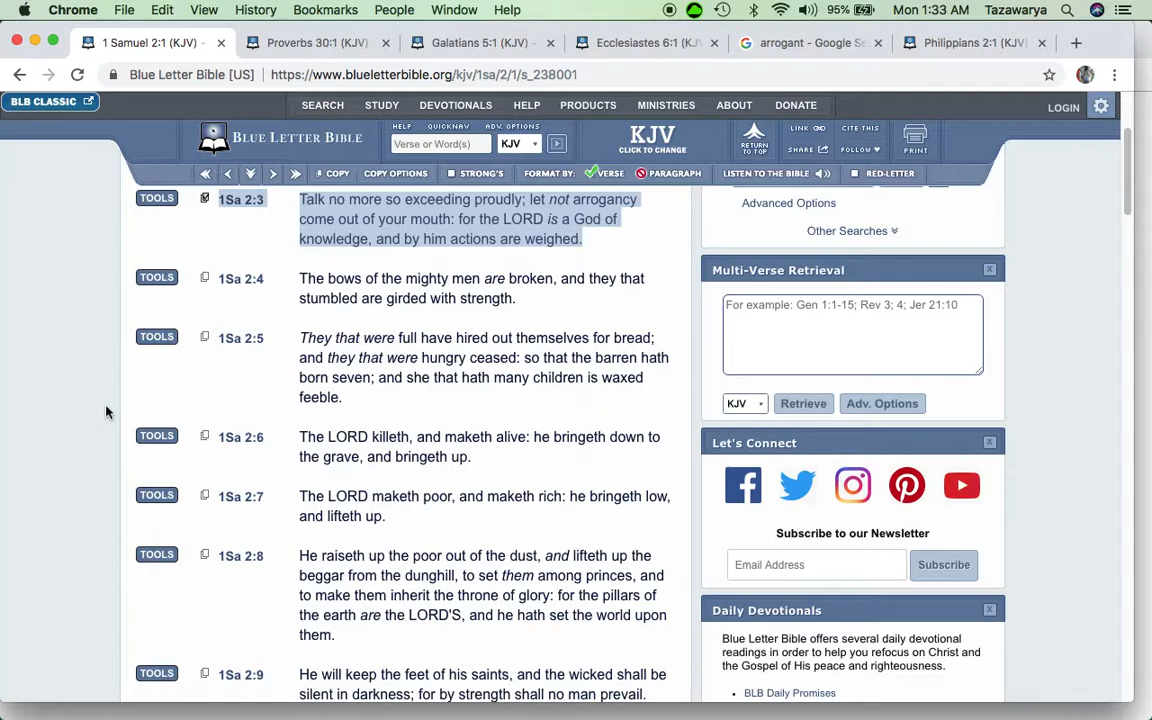 Chrome File Edit View History Bookmarks People Window Help 95% Mon 1:33 AM Tazawarya
1 Samuel 2:1 (KJV) - Proverbs 30:1 (KJV) Galatians 5:1 (KJV) - Ecclesiastes 6:1 (KJV arrogant - Google Se Philippians 2:1 (KJV)
Blue Letter Bible [US] https://www.blueletterbible.org/kjv/1sa/2/1/s_238001
BLB CLASSIC
SEARCH STUDY DEVOTIONALS HELP PRODUCTS MINISTRIES ABOUT DONATE LOGIN
BLUE LETTER BIBLE
HELP QUICKNAV ADV. OPTIONS
Verse or Word(s) KJV
KJV
CLICK TO CHANGE
RETURN
TO TOP
LINK CITE THIS
SHARE FOLLOW
PRINT
COPY COPY OPTIONS STRONG'S FORMAT BY: VERSE PARAGRAPH LISTEN TO THE BIBLE RED-LETTER
TOOLS 1Sa 2:3 Talk no more so exceeding proudly; let not arrogancy
come out of your mouth: for the LORD is a God of
knowledge, and by him actions are weighed.
TOOLS 1Sa 2:4 The bows of the mighty men are broken, and they that
stumbled are girded with strength.
TOOLS 1Sa 2:5 They that were full have hired out themselves for bread;
and they that were hungry ceased: so that the barren hath
born seven; and she that hath many children is waxed
feeble.
TOOLS 1Sa 2:6 The LORD killeth, and maketh alive: he bringeth down to
the grave, and bringeth up.
TOOLS 1Sa 2:7 The LORD maketh poor, and maketh rich: he bringeth low,
and lifteth up.
TOOLS 1Sa 2:8 He raiseth up the poor out of the dust, and lifteth up the
beggar from the dunghill, to set them among princes, and
to make them inherit the throne of glory: for the pillars of
the earth are the LORD'S, and he hath set the world upon
them.
TOOLS 1Sa 2:9 He will keep the feet of his saints, and the wicked shall be
silent in darkness; for by strength shall no man prevail.
Advanced Options
Other Searches
Multi-Verse Retrieval
For example: Gen 1:1-15; Rev 3; 4; Jer 21:10
KJV Retrieve Adv. Options
Let's Connect
Subscribe to our Newsletter
Email Address Subscribe
Daily Devotionals
Blue Letter Bible offers several daily devotional
readings in order to help you refocus on Christ and
the Gospel of His peace and righteousness.
BLB Daily Promises